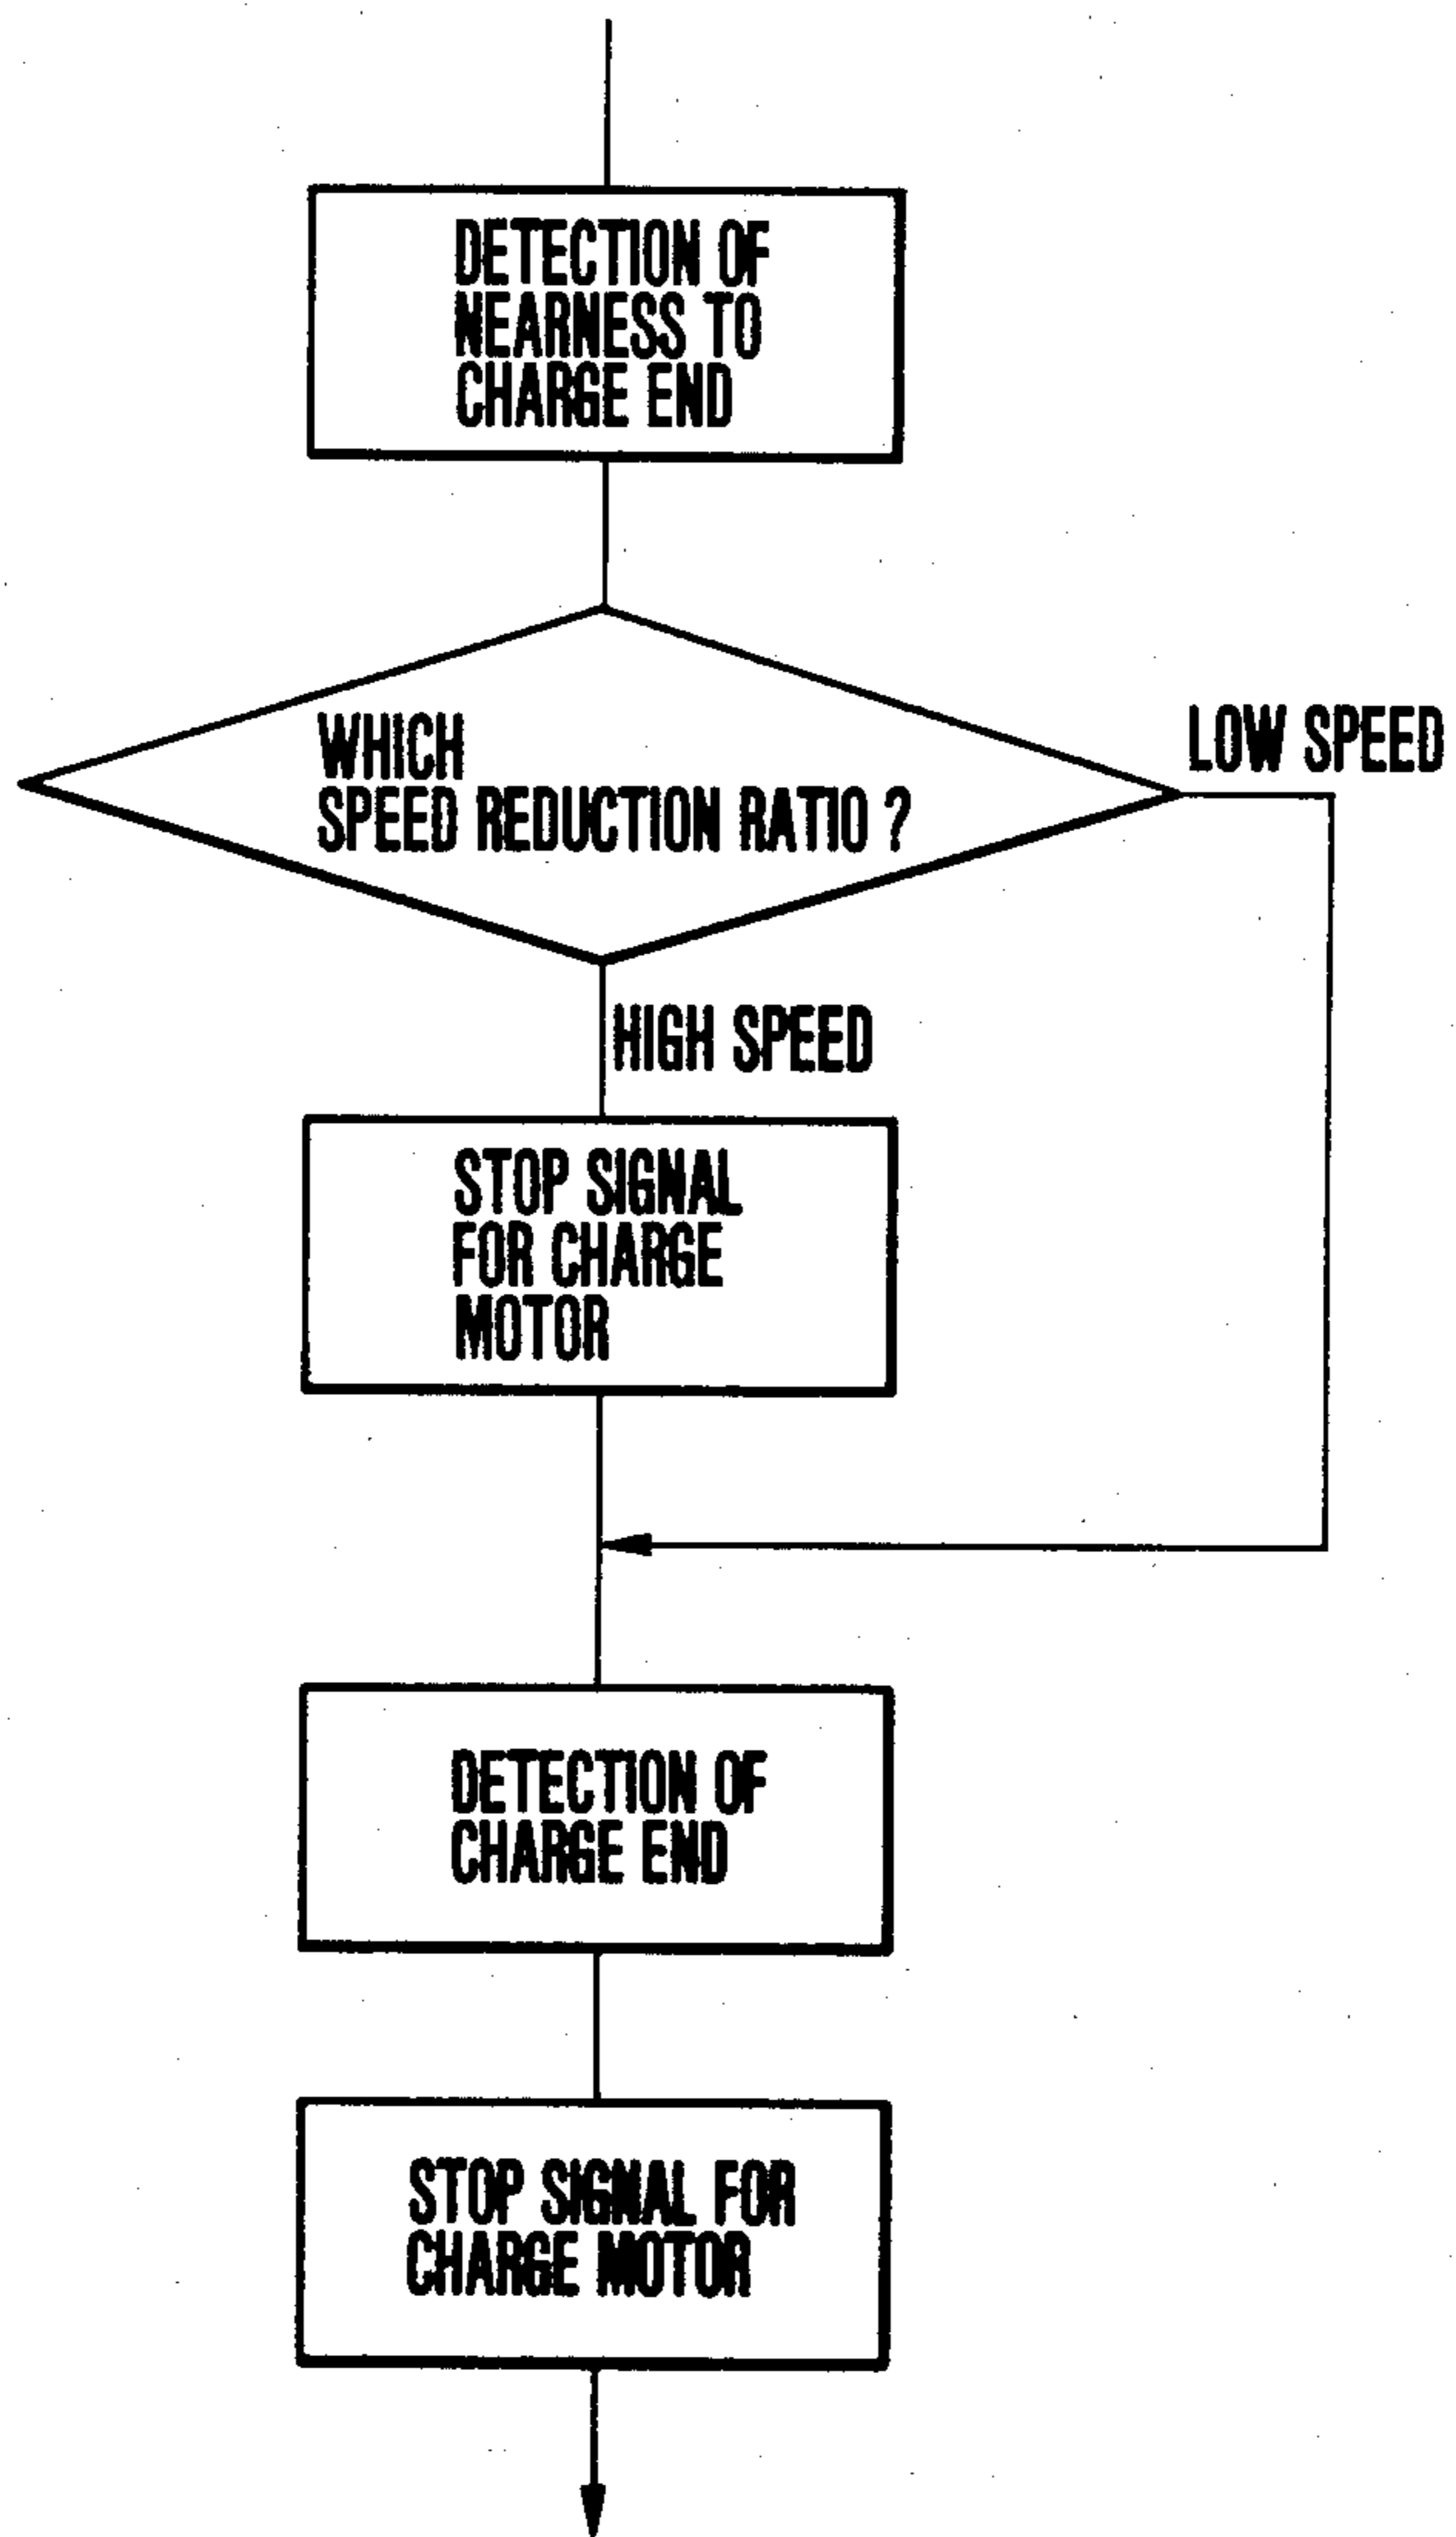 DETECTION OF
NEARNESS TO
CHARGE END
WHICH
SPEED REDUCTION RATIO ?
LOW SPEED
HIGH SPEED
STOP SIGNAL
FOR CHARGE
MOTOR
DETECTION OF
CHARGE END
STOP SIGNAL FOR
CHARGE MOTOR